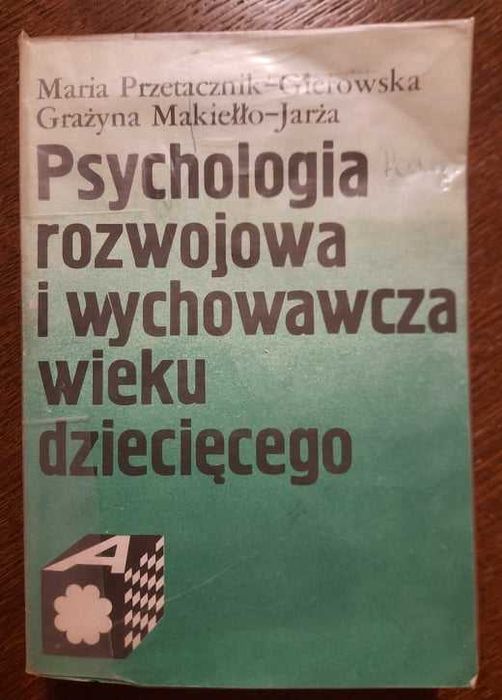 Maria Przetacznik-Gierowska
Grażyna Makiełło-Jarża
Psychologia
rozwojowa
i wychowawcza
wieku
dziecięcego
A